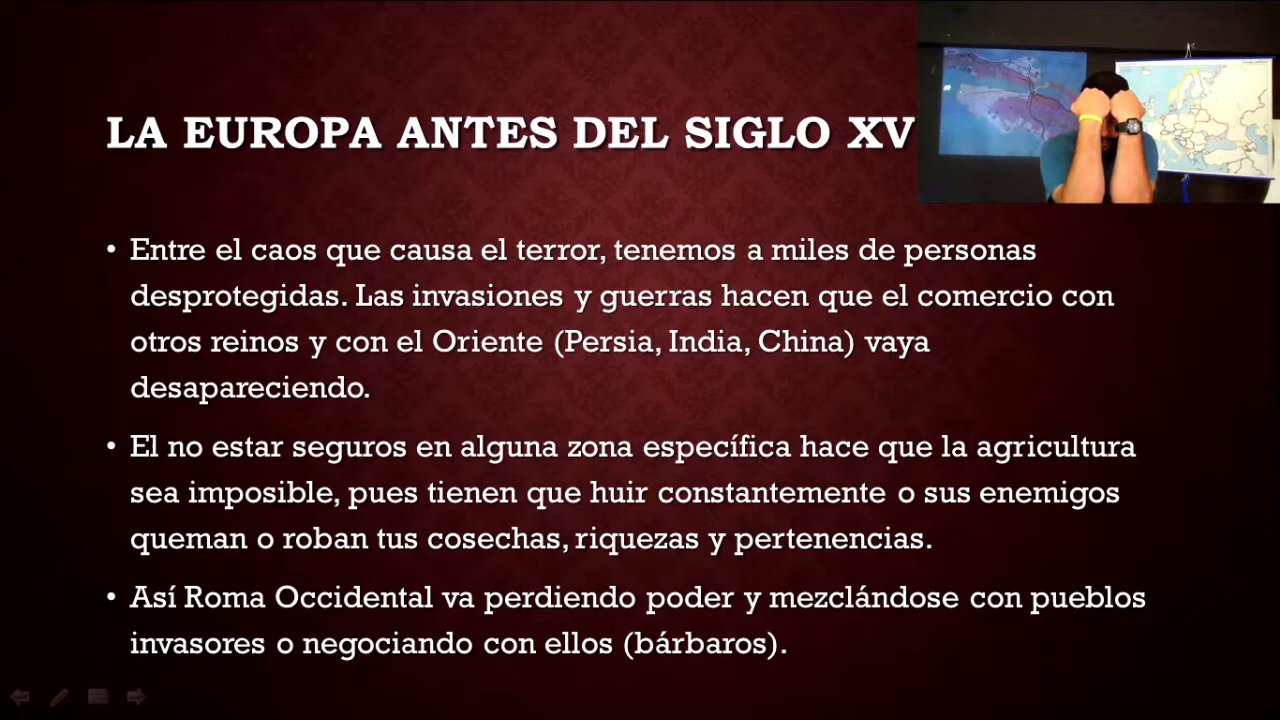 LA EUROPA ANTES DEL SIGLO XV
• Entre el caos que causa el terror, tenemos a miles de personas
desprotegidas. Las invasiones y guerras hacen que el comercio con
otros reinos y con el Oriente (Persia, India, China) vaya
desapareciendo.
• El no estar seguros en alguna zona específica hace que la agricultura
sea imposible, pues tienen que huir constantemente o sus enemigos
queman o roban tus cosechas, riquezas y pertenencias.
• Así Roma Occidental va perdiendo poder y mezclándose con pueblos
invasores o negociando con ellos (bárbaros).